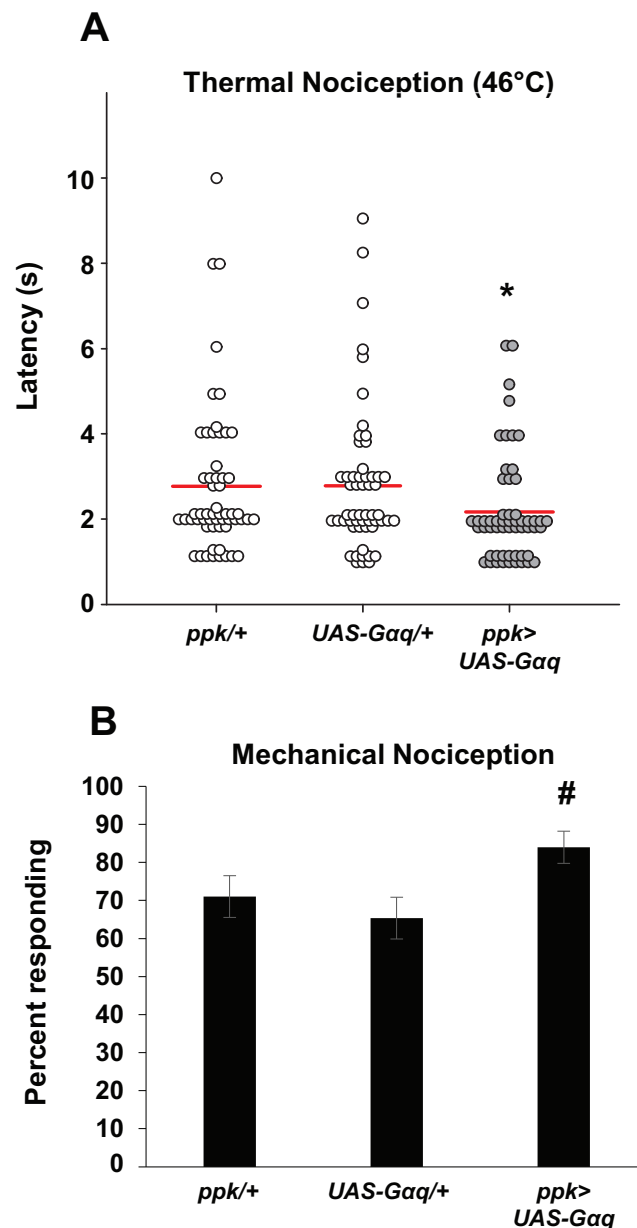 A
Thermal Nociception (46°C)
Latency (s)
10
8
6
4
2
0
*
ppk/+
UAS-Gαq/+
ppk>
UAS-Gαq
B
Mechanical Nociception
Percent responding
100
90
80
70
60
50
40
30
20
10
0
#
ppk/+
UAS-Gαq/+
ppk>
UAS-Gαq